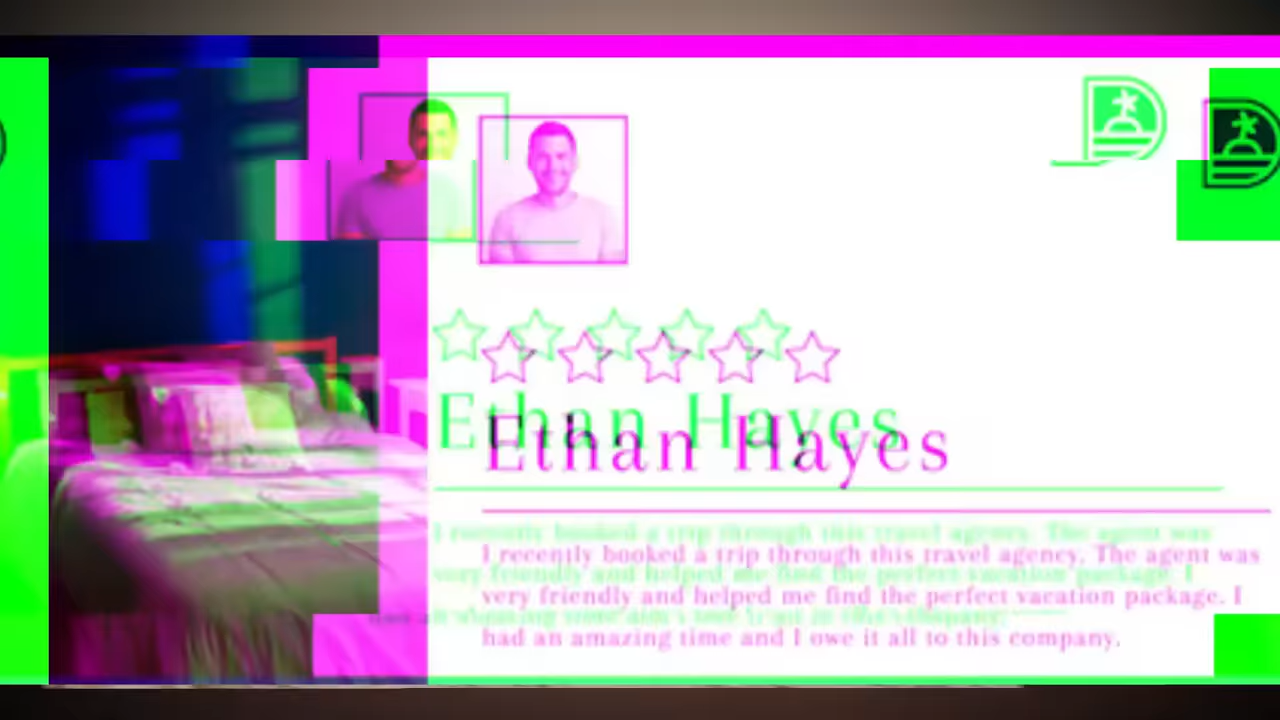 Ethan Hayes
I recently booked a trip through this travel agency. The agent was
very friendly and helped me find the perfect vacation package. I
had an amazing time and I owe it all to this company.